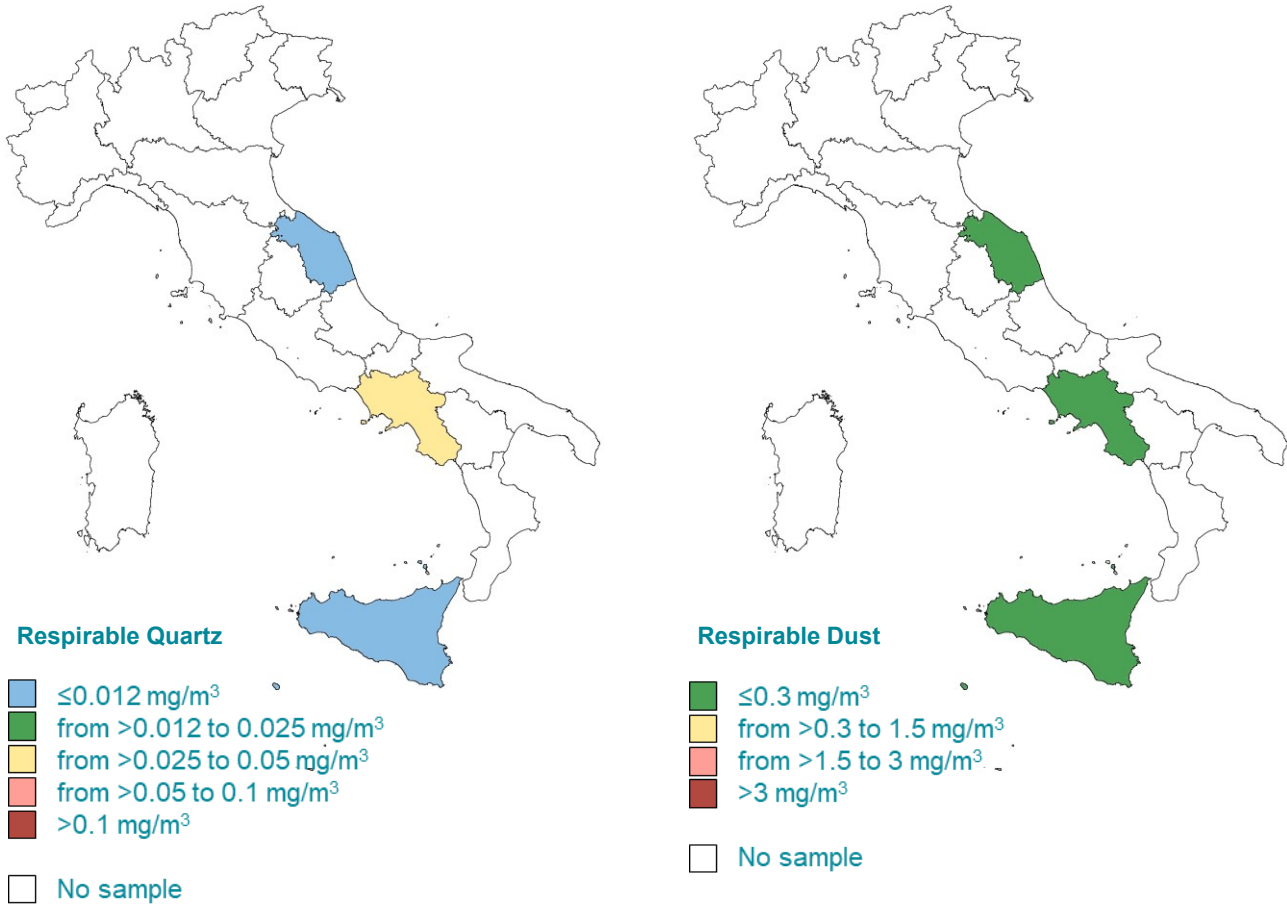 Respirable Quartz
≤0.012 mg/m³
from >0.012 to 0.025 mg/m³
from >0.025 to 0.05 mg/m³
from >0.05 to 0.1 mg/m³
>0.1 mg/m³
No sample
Respirable Dust
≤0.3 mg/m³
from >0.3 to 1.5 mg/m³
from >1.5 to 3 mg/m³
>3 mg/m³
No sample